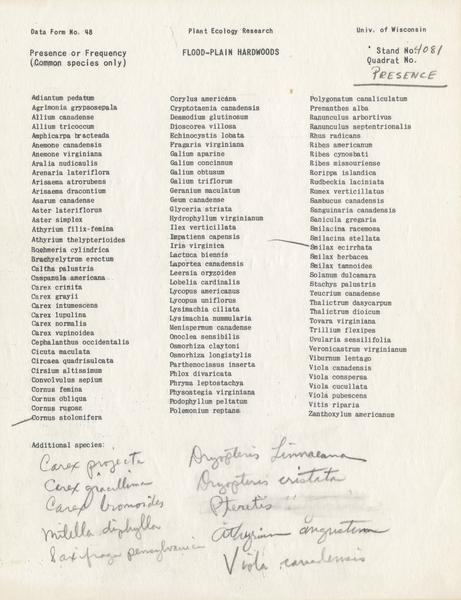 Data Form No. 48
Plant Ecology Research
Univ. of Wisconsin
Presence or Frequency
(Common species only)
FLOOD-PLAIN HARDWOODS
Stand No. 4081
Quadrat No.
PRESENCE
Adiantum pedatum
Agrimonia gryposepala
Allium canadense
Allium tricoccum
Amphicarpa bracteada
Anemone canadensis
Anemone virginiana
Aralia nudicaulis
Arenaria lateriflora
Arisaema atrorubens
Arisaema dracontium
Asarum canadense
Aster lateriflorus
Aster simplex
Athyrium filix-femina
Athyrium thelypterioides
Boehmeria cylindrica
Brachelytrum erectum
Caltha palustris
Campanula americana
Carex crinita
Carex grayii
Carex intumescens
Carex lupulina
Carex normalis
Carex vupinoidea
Cephalanthus occidentalis
Cicuta maculata
Circaea quadrisulcata
Cirsium altissimum
Convolvulus sepium
Cornus femina
Cornus obliqua
Cornus rugosa
Cornus stolonifera
Corylus americana
Cryptotaenia canadensis
Desmodium glutinosum
Dioscorea villosa
Echinocystis lobata
Fragaria virginiana
Galium aparine
Galium concinnum
Galium obtusum
Galium triflorum
Geranium maculatum
Geum canadense
Glyceria striata
Hydrophyllum virginianum
Ilex verticillata
Impatiens capensis
Iris virginica
Lactuca biennis
Laportea canadensis
Leersia oryzoides
Lobelia cardinalis
Lycopus americanus
Lycopus uniflorus
Lysimachia ciliata
Lysimachia nummularia
Menispermum canadense
Onoclea sensibilis
Osmorhiza claytoni
Osmorhiza longistylis
Parthenocissus inserta
Phlox divaricata
Phryma leptostachya
Physostegia virginiana
Podophyllum peltatum
Polemonium reptans
Polygonatum canaliculatum
Prenanthes alba
Ranunculus arbortivus
Ranunculus septentrionalis
Rhus radicans
Ribes americanum
Ribes cynosbati
Ribes missouriense
Rorippa islandica
Rudbeckia laciniata
Rumex verticillatus
Sambucus canadensis
Sanguinaria canadensis
Sanicula gregaria
Smilacina racemosa
Smilacina stellata
Smilax ecirrhata
Smilax herbacea
Smilax tamnoides
Solanum dulcamara
Stachys palustris
Teucrium canadense
Thalictrum dasycarpum
Thalictrum dioicum
Tovara virginiana
Trillium flexipes
Uvularia sessilifolia
Veronicastrum virginianum
Viburnum lentago
Viola canadensis
Viola conspersa
Viola cucullata
Viola pubescens
Vitis riparia
Zanthoxylum americanum
Additional species:
Carex projecta
Carex gracillima
Carex bromoides
Mitella diphylla
Saxifraga pensylvanica
Dryopteris Linnaeana
Dryopteris cristata
Pteretis "
Athyrium angustum
Viola canadensis